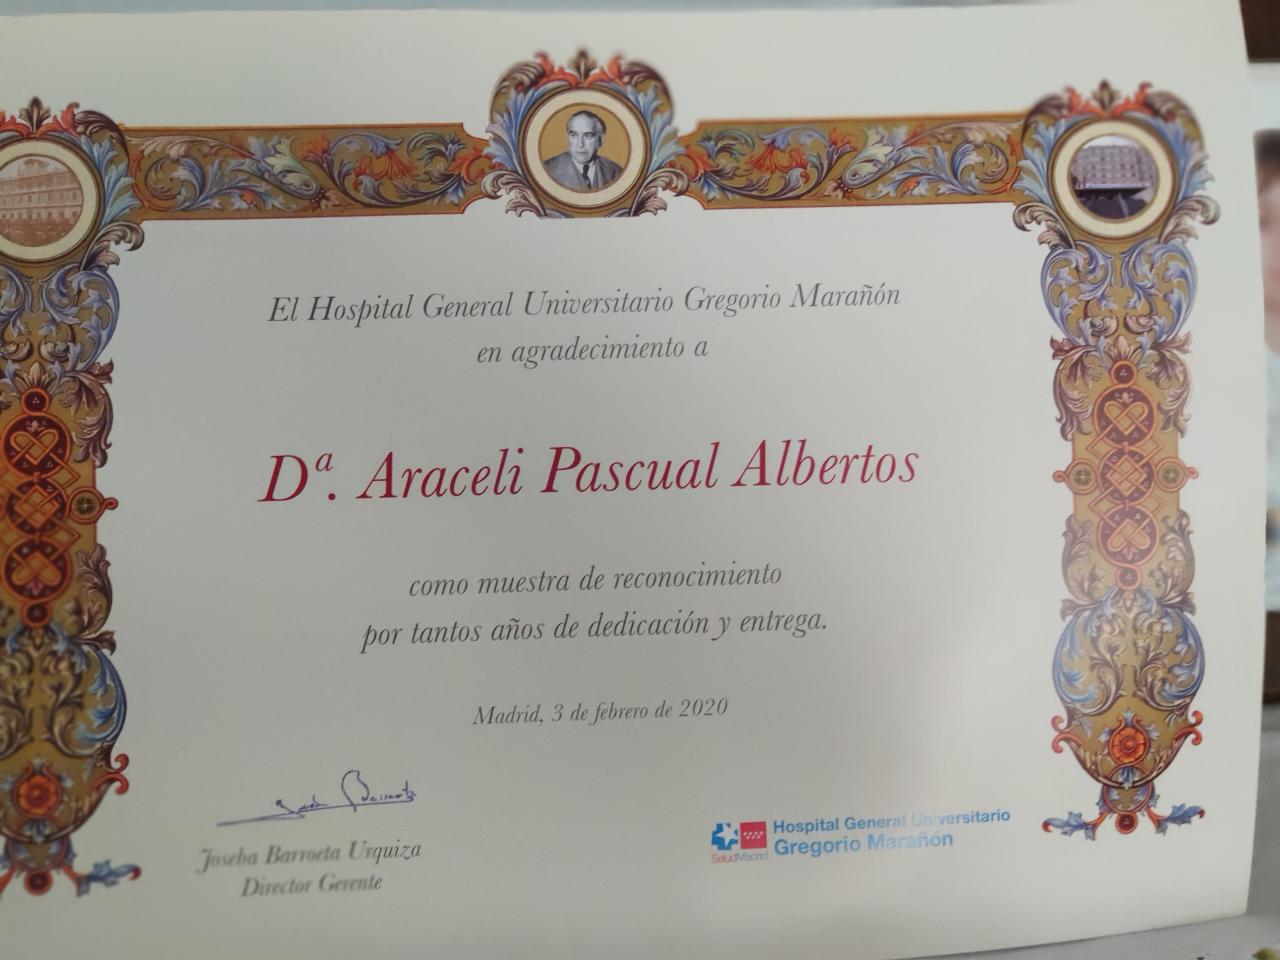 El Hospital General Universitario Gregorio Marañón
en agradecimiento a
Dª. Araceli Pascual Albertos
como muestra de reconocimiento
por tantos años de dedicación y entrega.
Madrid, 3 de febrero de 2020
Joseba Barroeta Urquiza
Director Gerente
SaludMadrid
Hospital General Universitario
Gregorio Marañón